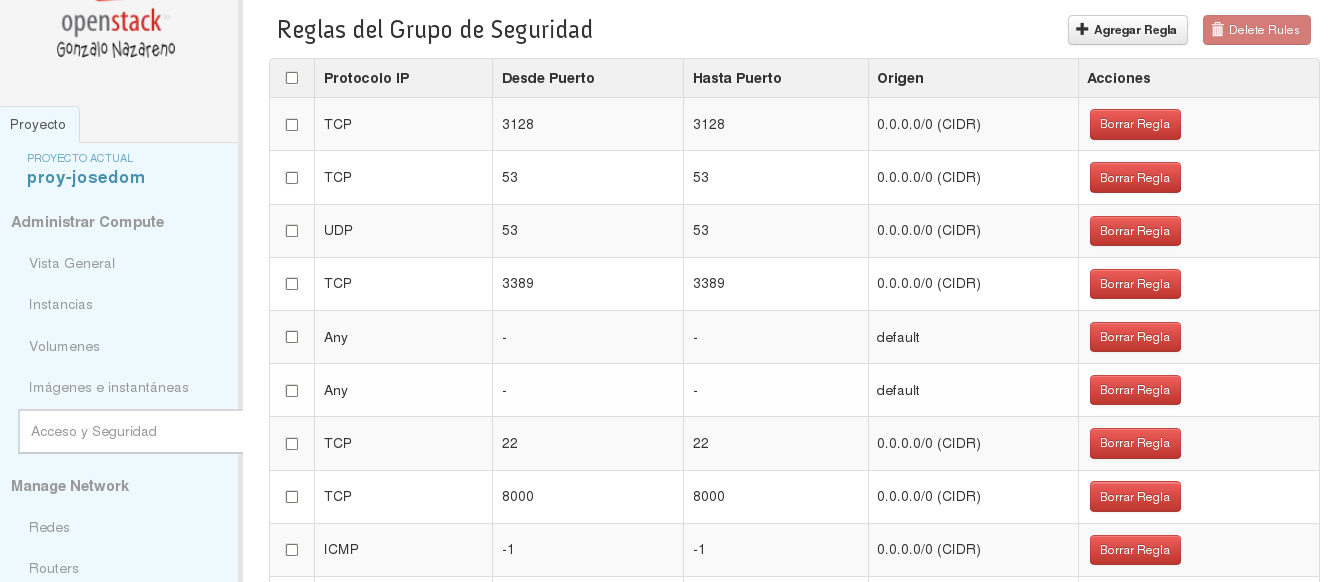 openstack
Gonzalo Nazareno
Proyecto
PROYECTO ACTUAL
proy-josedom
Administrar Compute
Vista General
Instancias
Volumenes
Imágenes e instantáneas
Acceso y Seguridad
Manage Network
Redes
Routers
Reglas del Grupo de Seguridad
Agregar Regla
Delete Rules
Protocolo IP Desde Puerto Hasta Puerto Origen Acciones
TCP 3128 3128 0.0.0.0/0 (CIDR) Borrar Regla
TCP 53 53 0.0.0.0/0 (CIDR) Borrar Regla
UDP 53 53 0.0.0.0/0 (CIDR) Borrar Regla
TCP 3389 3389 0.0.0.0/0 (CIDR) Borrar Regla
Any - - default Borrar Regla
Any - - default Borrar Regla
TCP 22 22 0.0.0.0/0 (CIDR) Borrar Regla
TCP 8000 8000 0.0.0.0/0 (CIDR) Borrar Regla
ICMP -1 -1 0.0.0.0/0 (CIDR) Borrar Regla